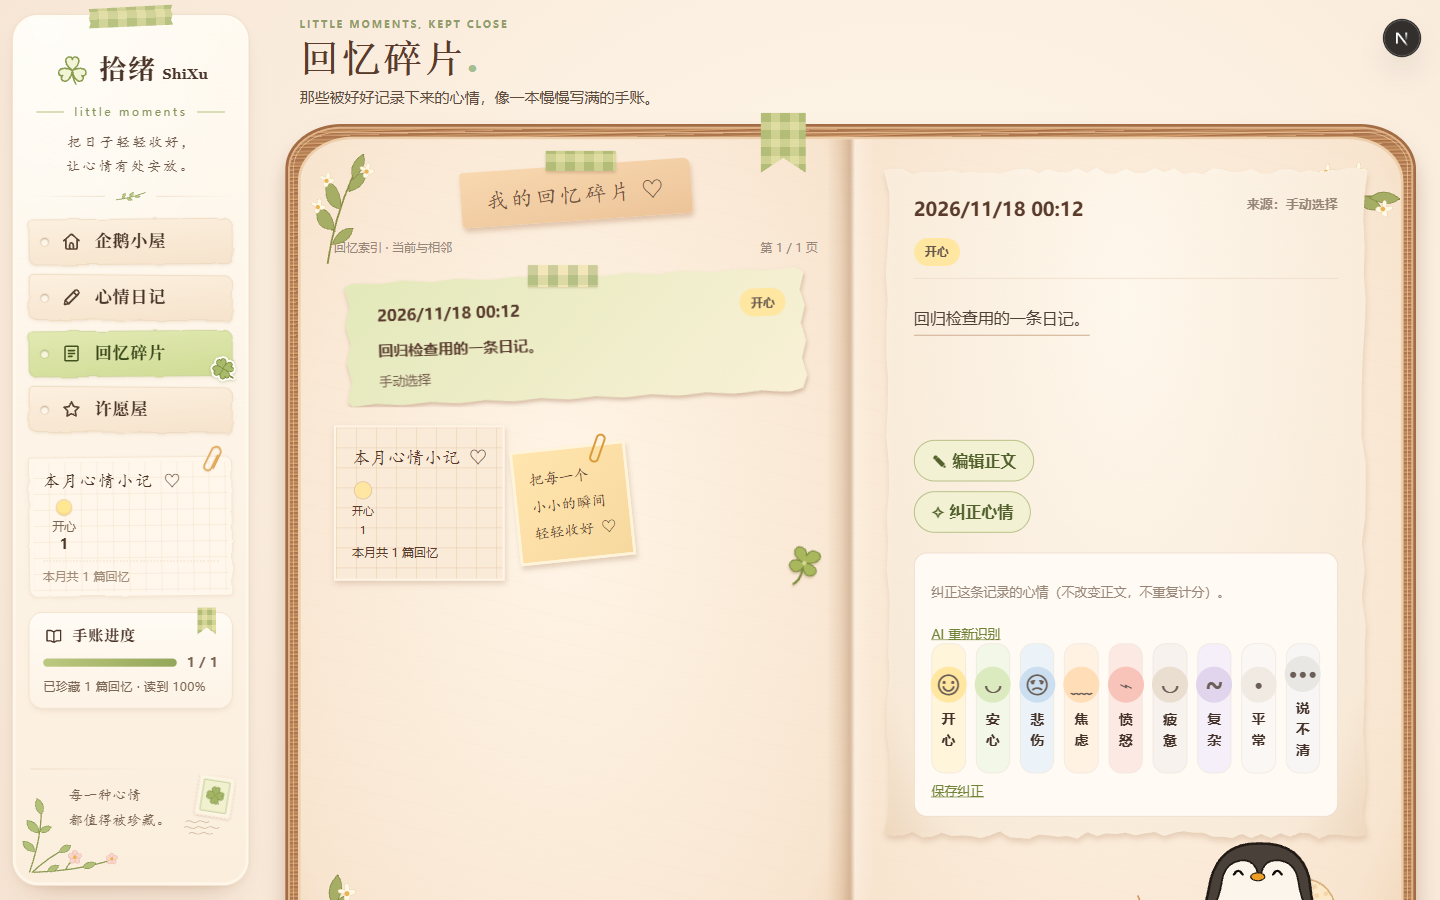 拾绪 ShiXu
little moments
把日子轻轻收好，
让心情有处安放。
企鹅小屋
心情日记
回忆碎片
许愿屋
本月心情小记 ♡
开心
1
本月共 1 篇回忆
手账进度
1 / 1
已珍藏 1 篇回忆 · 读到 100%
每一种心情
都值得被珍藏。
LITTLE MOMENTS, KEPT CLOSE
回忆碎片.
那些被好好记录下来的心情，像一本慢慢写满的手账。
N
我的回忆碎片 ♡
回忆索引 · 当前与相邻
第 1 / 1 页
2026/11/18 00:12
开心
回归检查用的一条日记。
手动选择
本月心情小记 ♡
开心
1
本月共 1 篇回忆
把每一个
小小的瞬间
轻轻收好 ♡
2026/11/18 00:12
来源：手动选择
开心
回归检查用的一条日记。
编辑正文
纠正心情
纠正这条记录的心情（不改变正文，不重复计分）。
AI 重新识别
开心
安心
悲伤
焦虑
愤怒
疲惫
复杂
平常
说不清
保存纠正